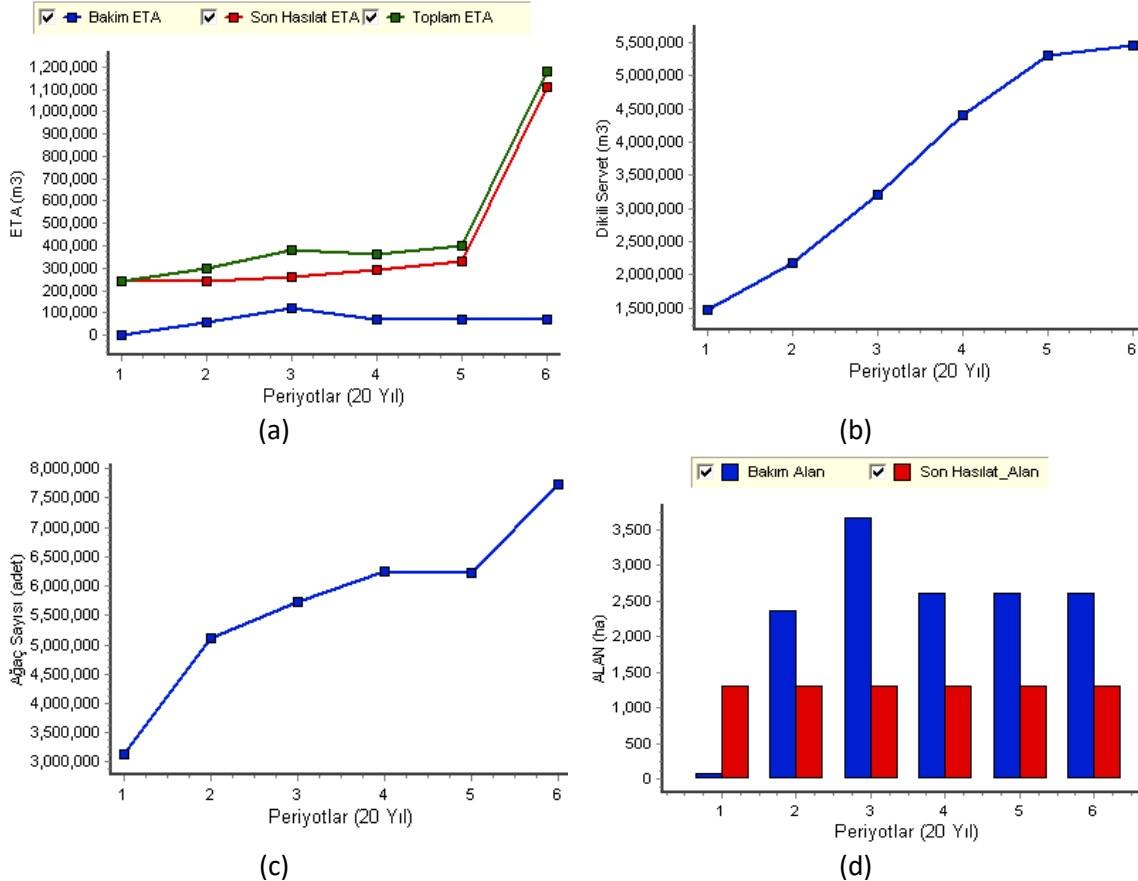 Bakim ETA Son Hasılat ETA Toplam ETA
ETA (m3)
1,200,000
1,100,000
1,000,000
900,000
800,000
700,000
600,000
500,000
400,000
300,000
200,000
100,000
0
1 2 3 4 5 6
Periyotlar (20 Yıl)
(a)
Dikili Servet (m3)
5,500,000
5,000,000
4,500,000
4,000,000
3,500,000
3,000,000
2,500,000
2,000,000
1,500,000
1 2 3 4 5 6
Periyotlar (20 Yıl)
(b)
Ağaç Sayısı (adet)
8,000,000
7,500,000
7,000,000
6,500,000
6,000,000
5,500,000
5,000,000
4,500,000
4,000,000
3,500,000
3,000,000
1 2 3 4 5 6
Periyotlar (20 Yıl)
(c)
Bakım Alan Son Hasılat_Alan
ALAN (ha)
3,500
3,000
2,500
2,000
1,500
1,000
500
0
1 2 3 4 5 6
Periyotlar (20 Yıl)
(d)